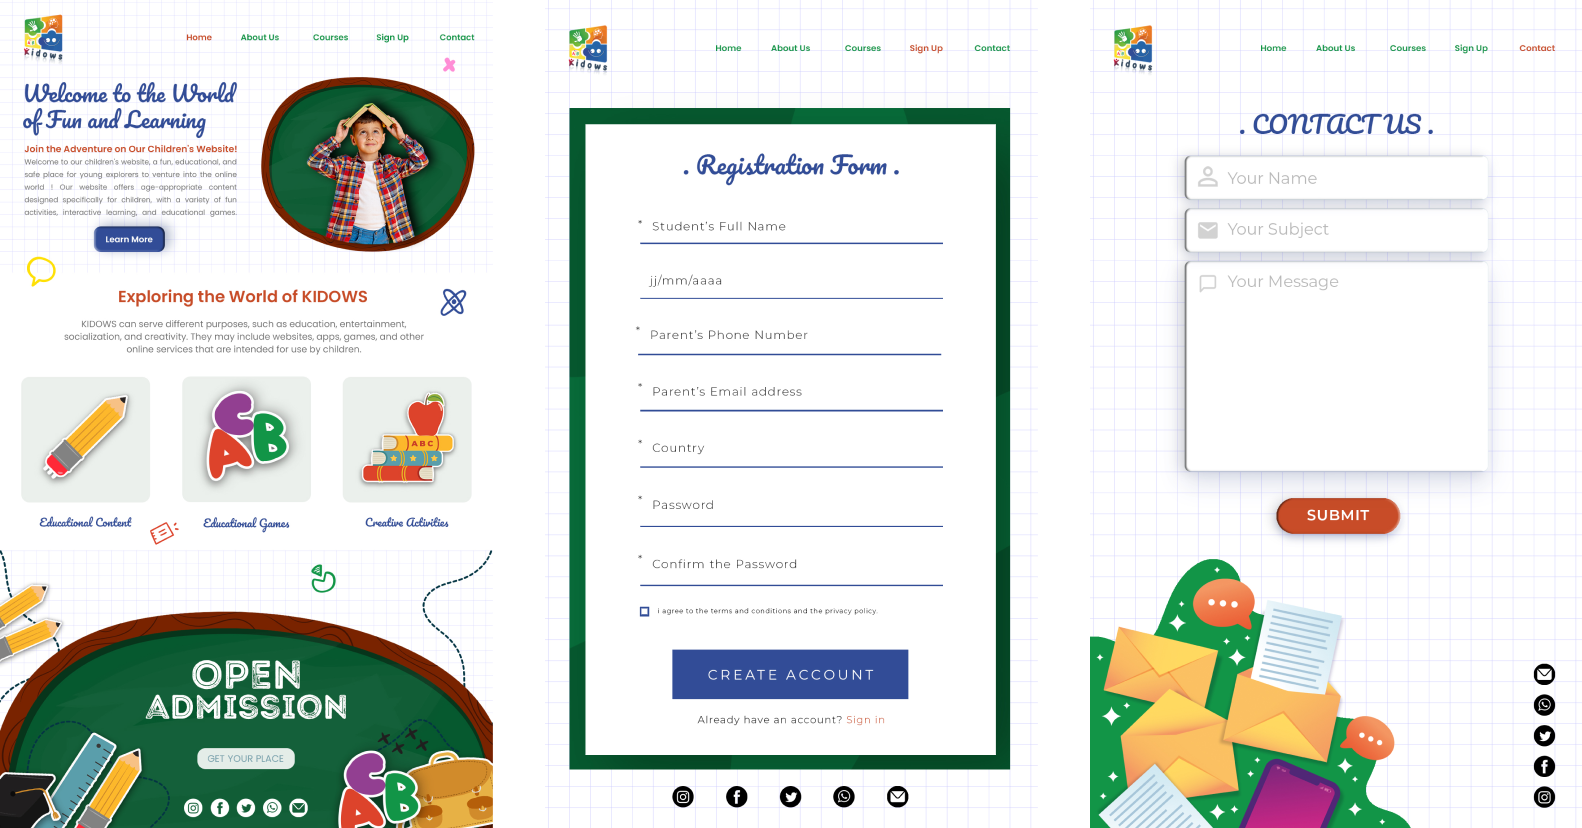 Kidows
Home About Us Courses Sign Up Contact
Welcome to the World
of Fun and Learning
Join the Adventure on Our Children's Website!
Welcome to our children's website, a fun, educational, and
safe place for young explorers to venture into the online
world ! Our website offers age-appropriate content
designed specifically for children, with a variety of fun
activities, interactive learning, and educational games.
Learn More
Exploring the World of KIDOWS
KIDOWS can serve different purposes, such as education, entertainment,
socialization, and creativity. They may include websites, apps, games, and other
online services that are intended for use by children.
A B C
ABC
Educational Content
Educational Games
Creative Activities
OPEN
ADMISSION
GET YOUR PLACE
A B C
Kidows
Home About Us Courses Sign Up Contact
. Registration Form .
* Student's Full Name
jj/mm/aaaa
* Parent's Phone Number
* Parent's Email address
* Country
* Password
* Confirm the Password
i agree to the terms and conditions and the privacy policy.
CREATE ACCOUNT
Already have an account? Sign in
Kidows
Home About Us Courses Sign Up Contact
. CONTACT US .
Your Name
Your Subject
Your Message
SUBMIT